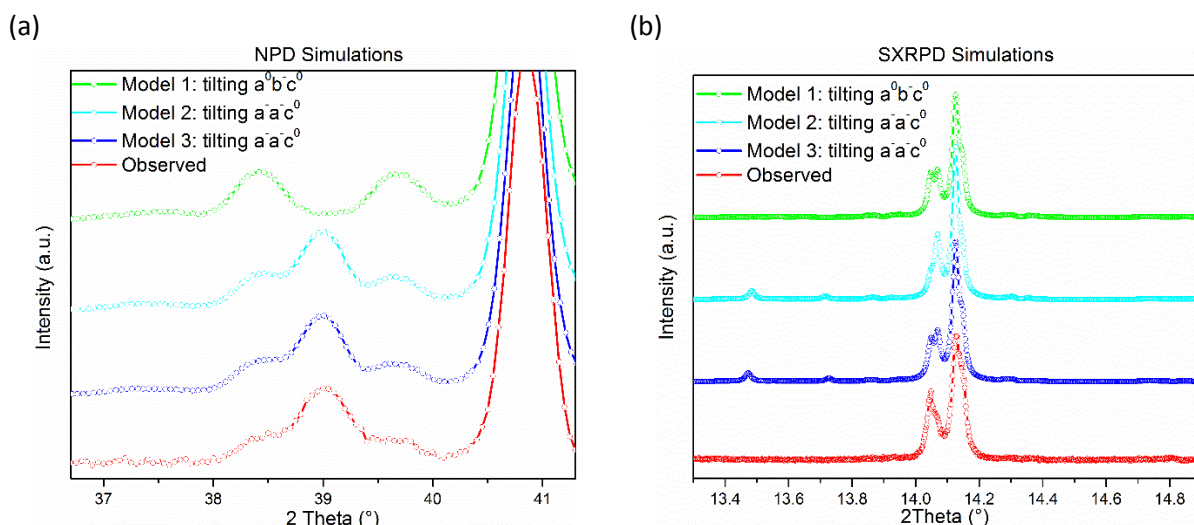 (a)
NPD Simulations
Model 1: tilting a⁰b⁻c⁰
Model 2: tilting a⁻a⁻c⁰
Model 3: tilting a⁻a⁻c⁰
Observed
Intensity (a.u.)
37 38 39 40 41
2 Theta (°)
(b)
SXRPD Simulations
Model 1: tilting a⁰b⁻c⁰
Model 2: tilting a⁻a⁻c⁰
Model 3: tilting a⁻a⁻c⁰
Observed
Intensity (a.u.)
13.4 13.6 13.8 14.0 14.2 14.4 14.6 14.8
2Theta (°)